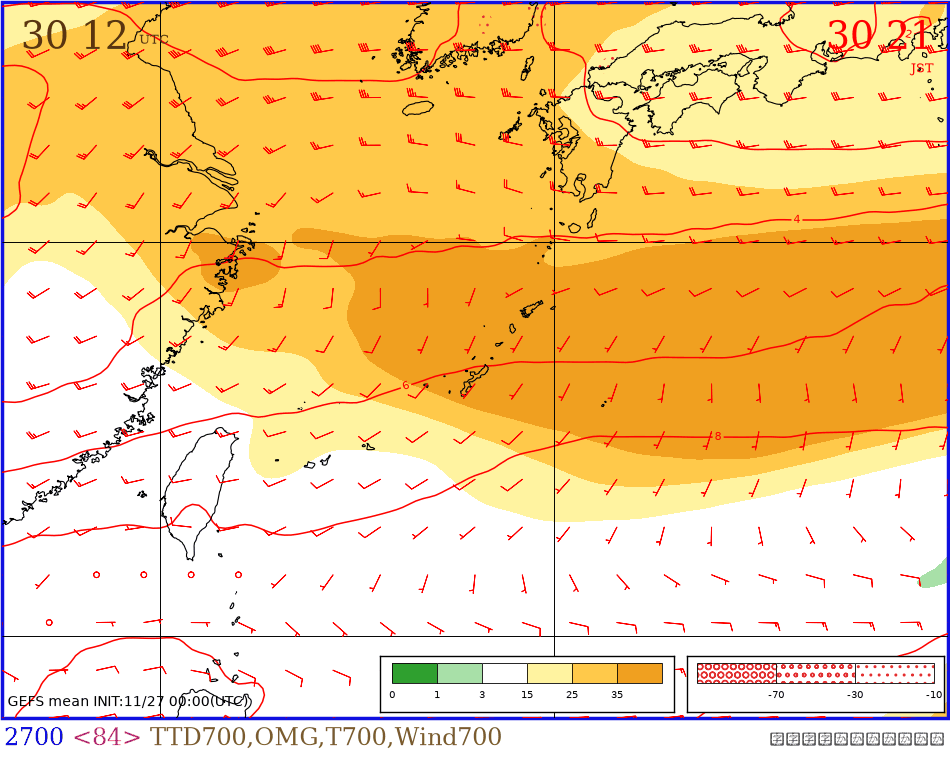 30 12 UTC 30 21
JST
4
6
8
0 1 3 15 25 35
-70 -30 -10
GEFS mean INIT:11/27 00:00(UTC)
2700 <84> TTD700,OMG,T700,Wind700